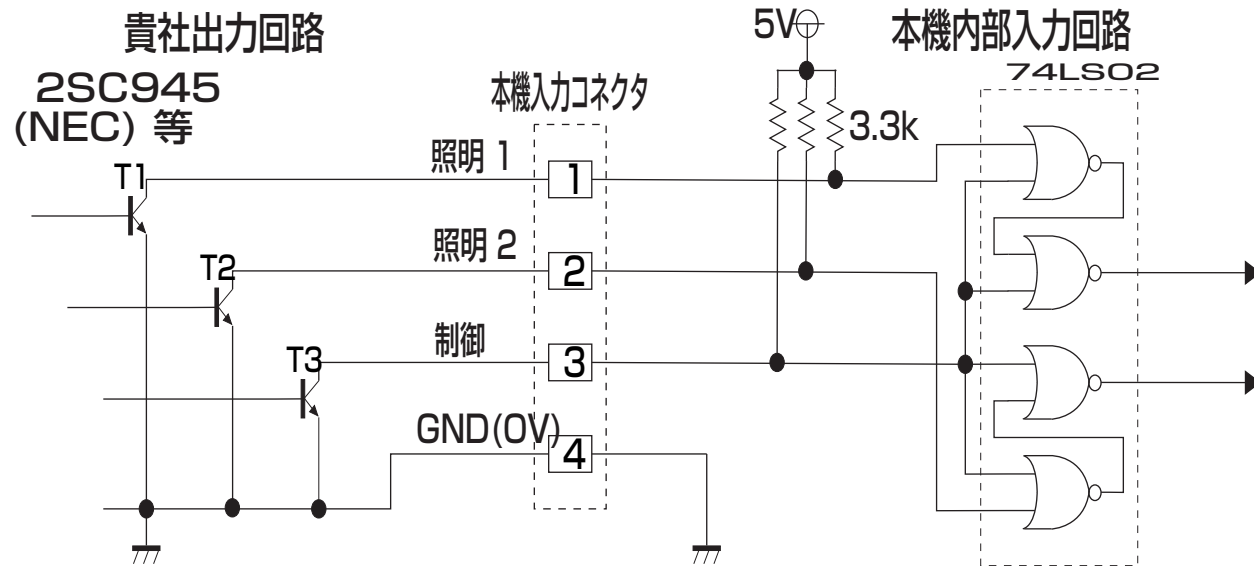 貴社出力回路
2SC945
(NEC) 等
本機入力コネクタ
5V
本機内部入力回路
74LS02
3.3k
T1
照明 1
1
T2
照明 2
2
T3
制御
3
GND(0V)
4